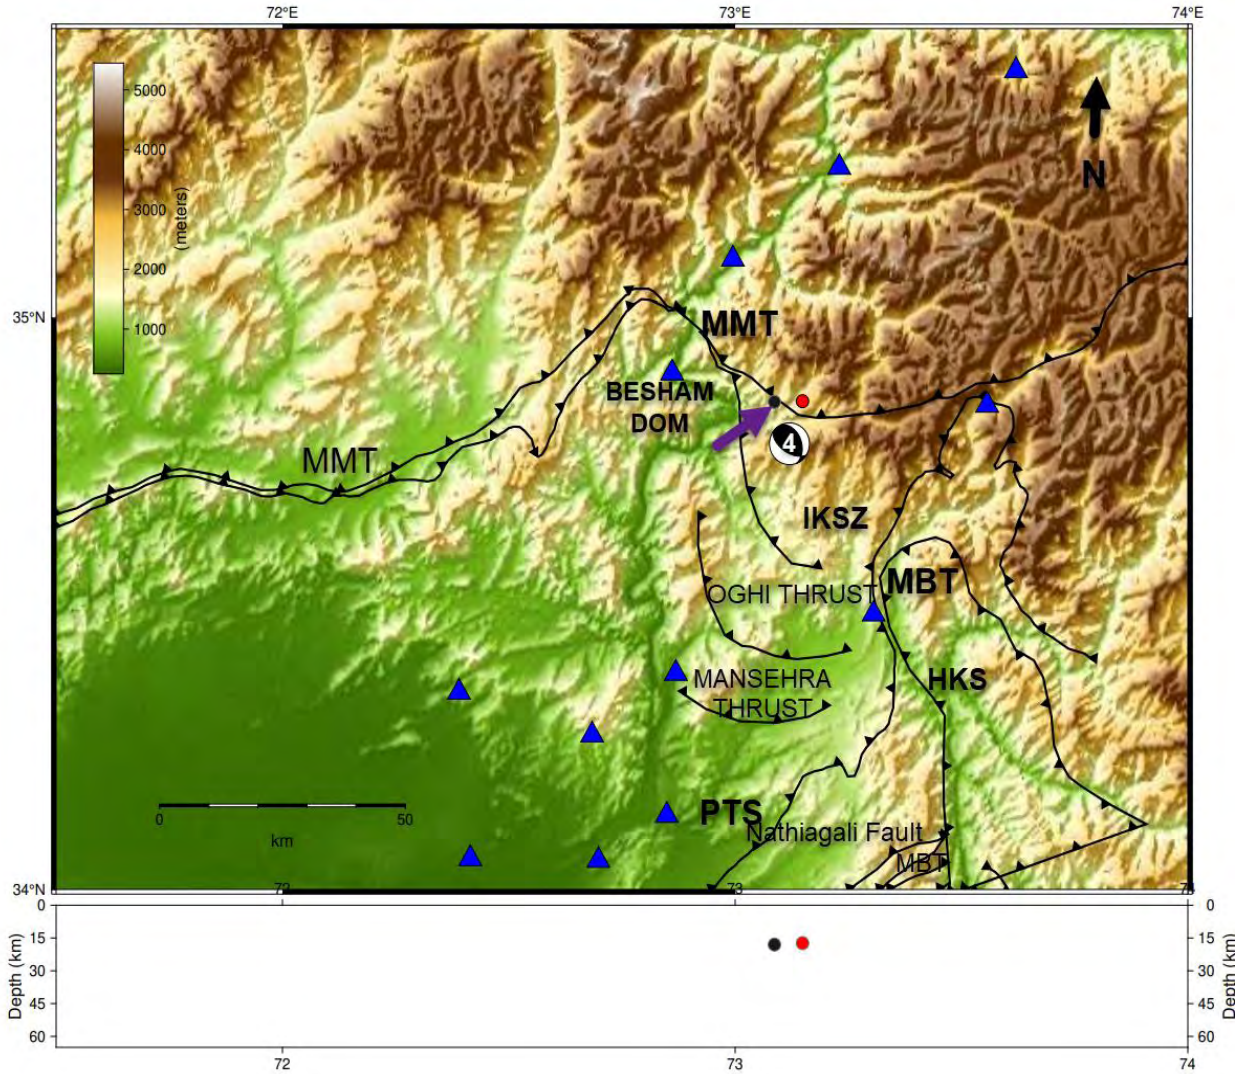 72°E 73°E 74°E
5000
4000
3000
2000
1000
(meters)
N
35°N
MMT
BESHAM
DOM
4
MMT
IKSZ
MBT
OGHI THRUST
HKS
MANSEHRA
THRUST
0 50
km
PTS
Nathiagali Fault
MBT
34°N
72 73 74
0 0
15 15
30 30
45 45
60 60
Depth (km) Depth (km)
72 73 74